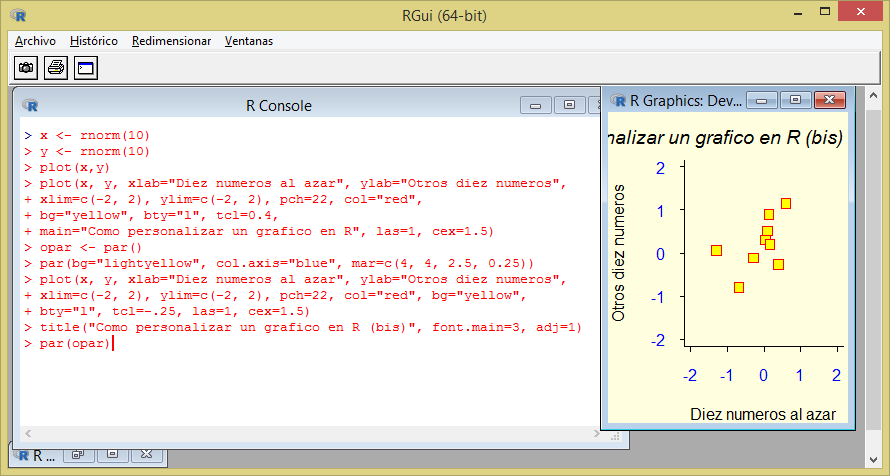 RGui (64-bit)
Archivo Histórico Redimensionar Ventanas
R Console
> x <- rnorm(10)
> y <- rnorm(10)
> plot(x,y)
> plot(x, y, xlab="Diez numeros al azar", ylab="Otros diez numeros",
+ xlim=c(-2, 2), ylim=c(-2, 2), pch=22, col="red",
+ bg="yellow", bty="l", tcl=0.4,
+ main="Como personalizar un grafico en R", las=1, cex=1.5)
> opar <- par()
> par(bg="lightyellow", col.axis="blue", mar=c(4, 4, 2.5, 0.25))
> plot(x, y, xlab="Diez numeros al azar", ylab="Otros diez numeros",
+ xlim=c(-2, 2), ylim=c(-2, 2), pch=22, col="red", bg="yellow",
+ bty="l", tcl=-.25, las=1, cex=1.5)
> title("Como personalizar un grafico en R (bis)", font.main=3, adj=1)
> par(opar)
R Graphics: Dev...
nalizar un grafico en R (bis)
Otros diez numeros
2
1
0
-1
-2
-2 -1 0 1 2
Diez numeros al azar
R ...